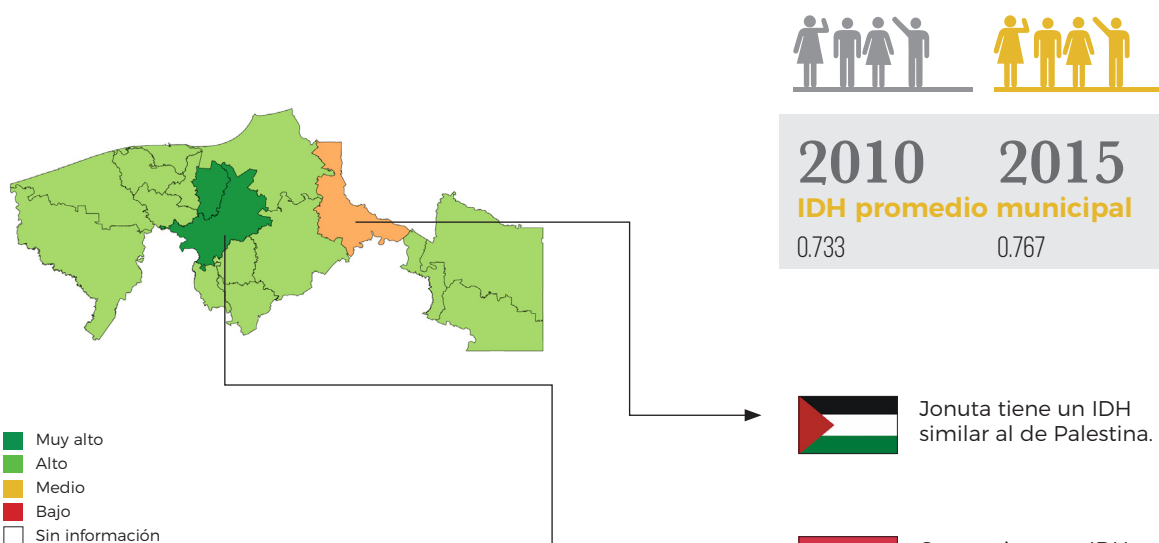 2010 2015
IDH promedio municipal
0.733 0.767
Jonuta tiene un IDH
similar al de Palestina.
Muy alto
Alto
Medio
Bajo
Sin información